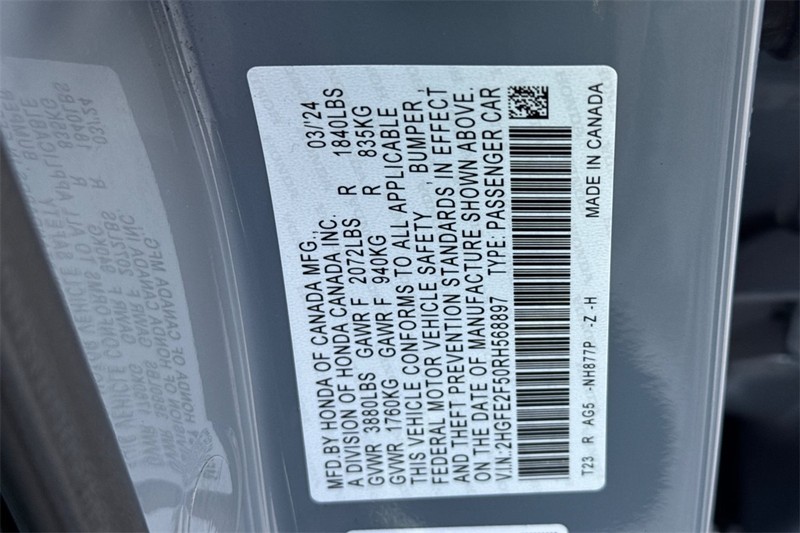 MFD.BY HONDA OF CANADA MFG., 03/'24
A DIVISION OF HONDA CANADA INC.
GVWR 3880LBS GAWR F 2072LBS R 1840LBS
GVWR 1760KG GAWR F 940KG R 835KG
THIS VEHICLE CONFORMS TO ALL APPLICABLE
FEDERAL MOTOR VEHICLE SAFETY, BUMPER,
AND THEFT PREVENTION STANDARDS IN EFFECT
ON THE DATE OF MANUFACTURE SHOWN ABOVE.
V.I.N.:2HGFE2F50RH568897 TYPE: PASSENGER CAR
T23 R AG5 -NH877P -Z -H MADE IN CANADA